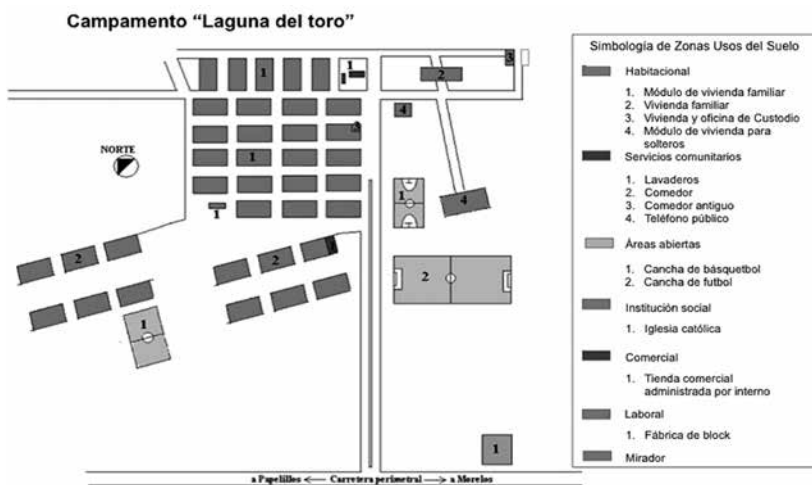 Campamento “Laguna del toro”
NORTE
1
1
2
3
4
3
1
1
1
4
2
2
1
2
1
1
a Papelillos ← Carretera perimetral → a Morelos
Simbología de Zonas Usos del Suelo
Habitacional
1. Módulo de vivienda familiar
2. Vivienda familiar
3. Vivienda y oficina de Custodio
4. Módulo de vivienda para
solteros
Servicios comunitarios
1. Lavaderos
2. Comedor
3. Comedor antiguo
4. Teléfono público
Áreas abiertas
1. Cancha de básquetbol
2. Cancha de futbol
Institución social
1. Iglesia católica
Comercial
1. Tienda comercial
administrada por interno
Laboral
1. Fábrica de block
Mirador